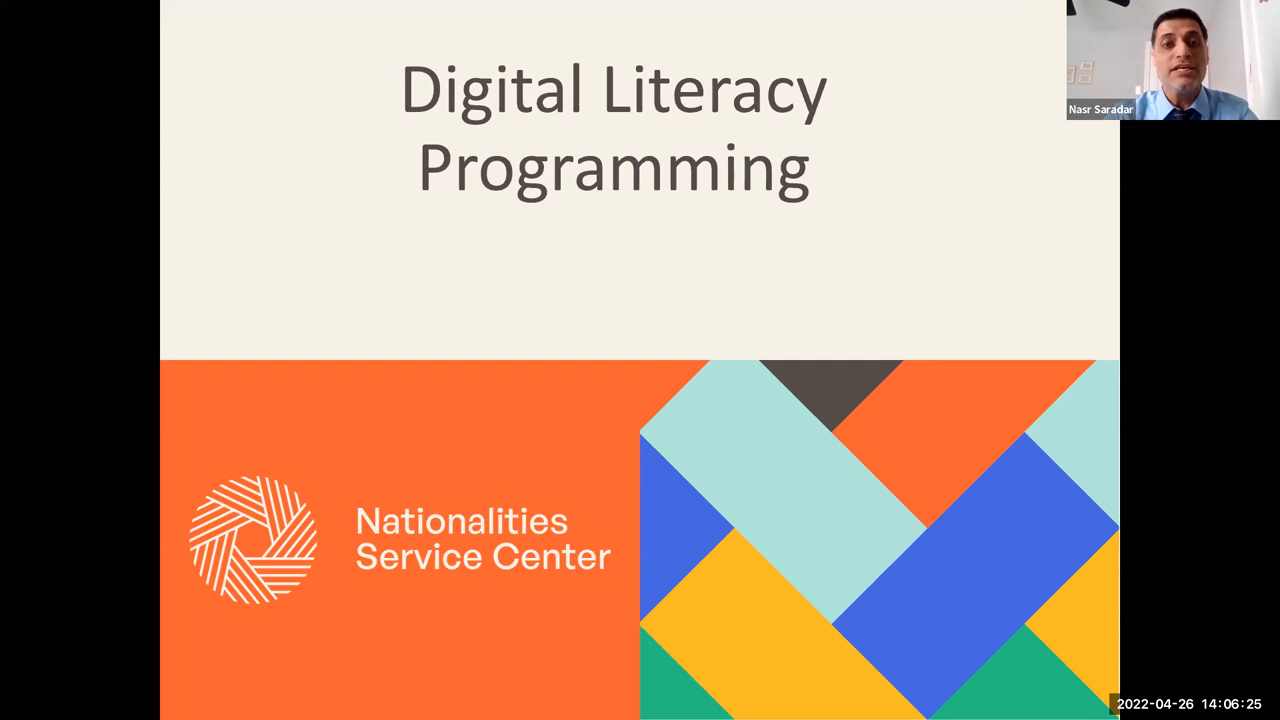 Digital Literacy
Programming
Nasr Saradar
Nationalities
Service Center
2022-04-26 14:06:25